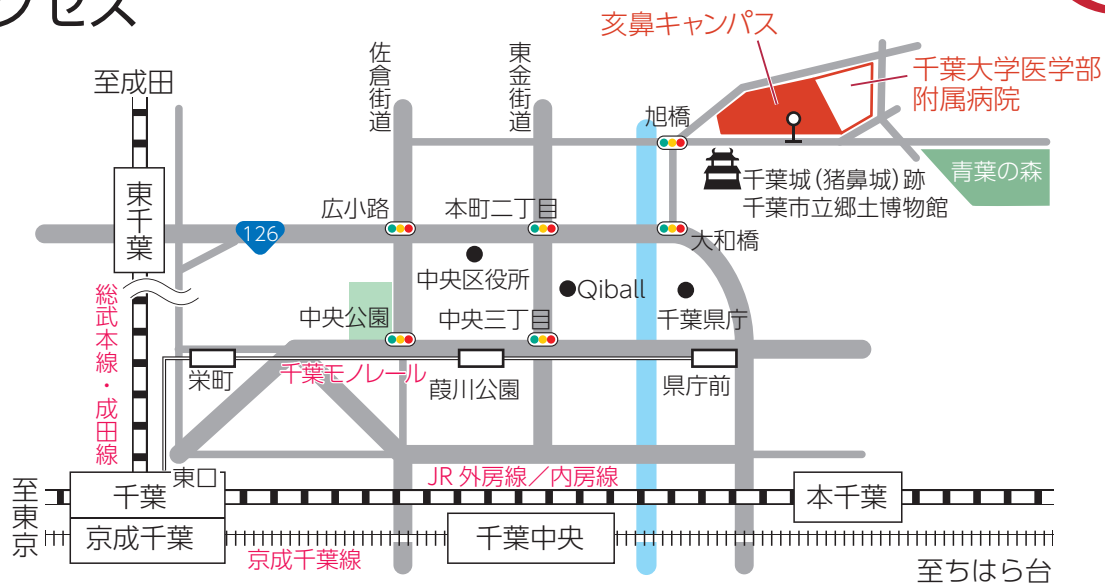 クセス
亥鼻キャンパス
千葉大学医学部
附属病院
至成田
佐倉街道
東金街道
旭橋
東千葉
千葉城(猪鼻城)跡
千葉市立郷土博物館
青葉の森
広小路
本町二丁目
大和橋
126
中央区役所
Qiball
千葉県庁
総武本線・成田線
中央公園
中央三丁目
栄町
千葉モノレール
葭川公園
県庁前
東口
JR 外房線/内房線
至東京
千葉
本千葉
京成千葉
京成千葉線
千葉中央
至ちはら台